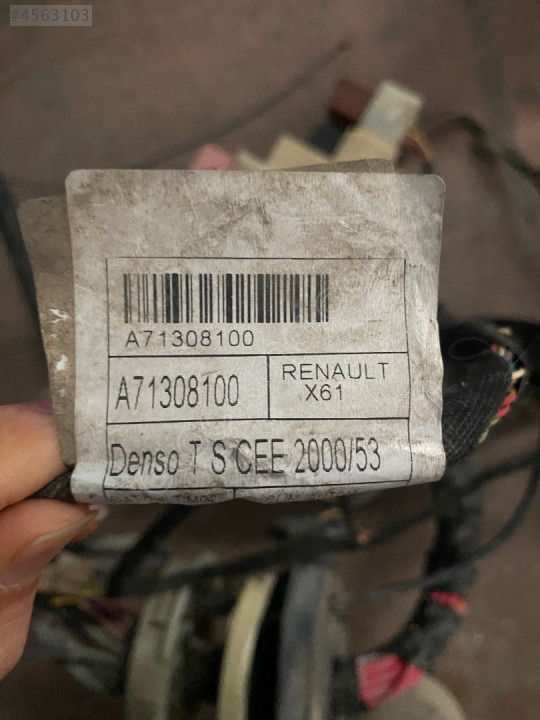 #4563103
A71308100
A71308100
RENAULT
X61
Denso T S CEE 2000/53